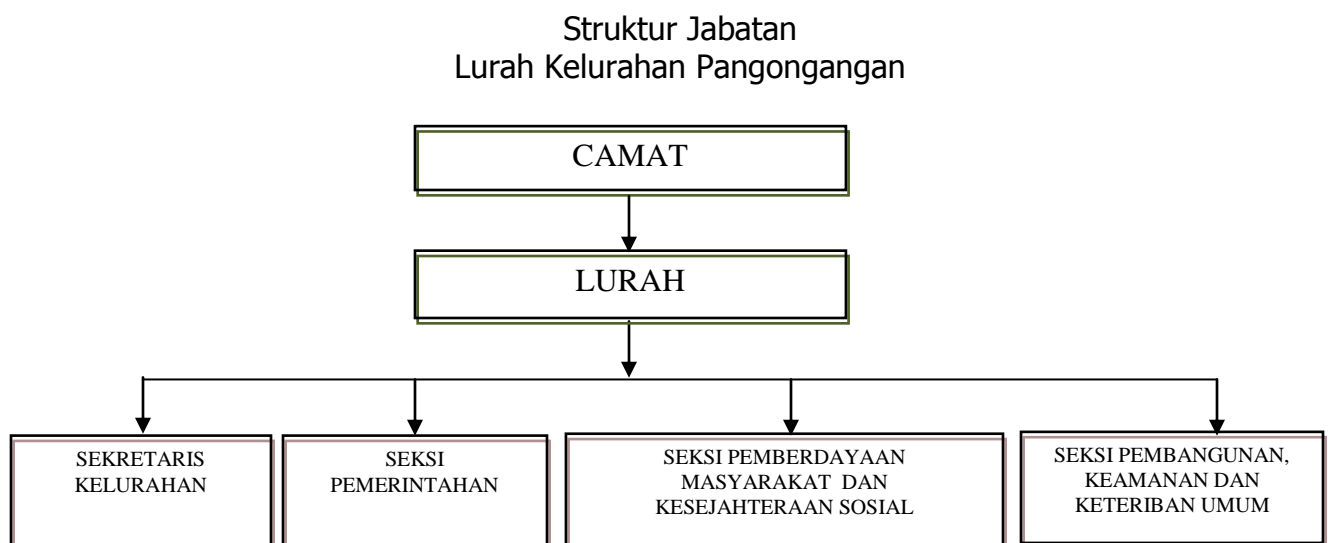 Struktur Jabatan
Lurah Kelurahan Pangongangan
CAMAT
LURAH
SEKRETARIS
KELURAHAN
SEKSI
PEMERINTAHAN
SEKSI PEMBERDAYAAN
MASYARAKAT DAN
KESEJAHTERAAN SOSIAL
SEKSI PEMBANGUNAN,
KEAMANAN DAN
KETERIBAN UMUM